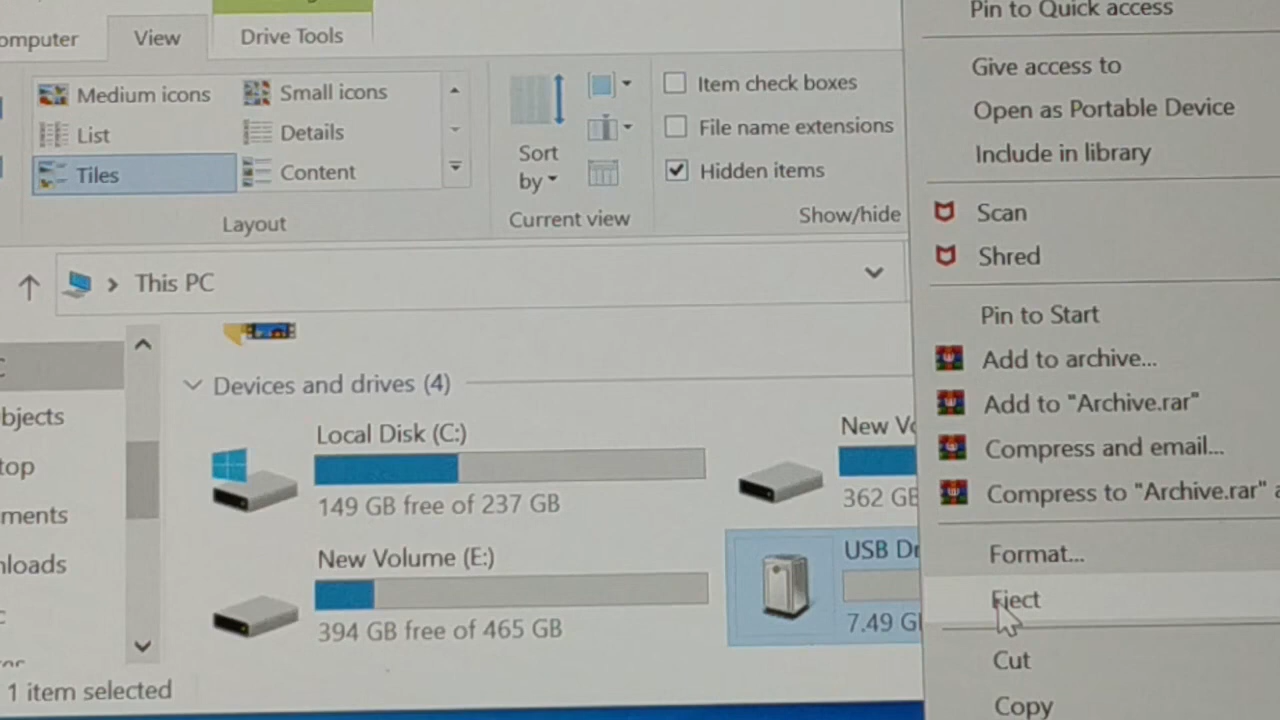 omputer
View
Drive Tools
Medium icons
Small icons
List
Details
Tiles
Content
Layout
Sort
by
Current view
Item check boxes
File name extensions
Hidden items
Show/hide
This PC
bjects
top
ments
nloads
Devices and drives (4)
Local Disk (C:)
149 GB free of 237 GB
New Vo
362 GB
New Volume (E:)
394 GB free of 465 GB
USB Dr
7.49 G
1 item selected
Pin to Quick access
Give access to
Open as Portable Device
Include in library
Scan
Shred
Pin to Start
Add to archive...
Add to "Archive.rar"
Compress and email...
Compress to "Archive.rar" a
Format...
Eject
Cut
Copy